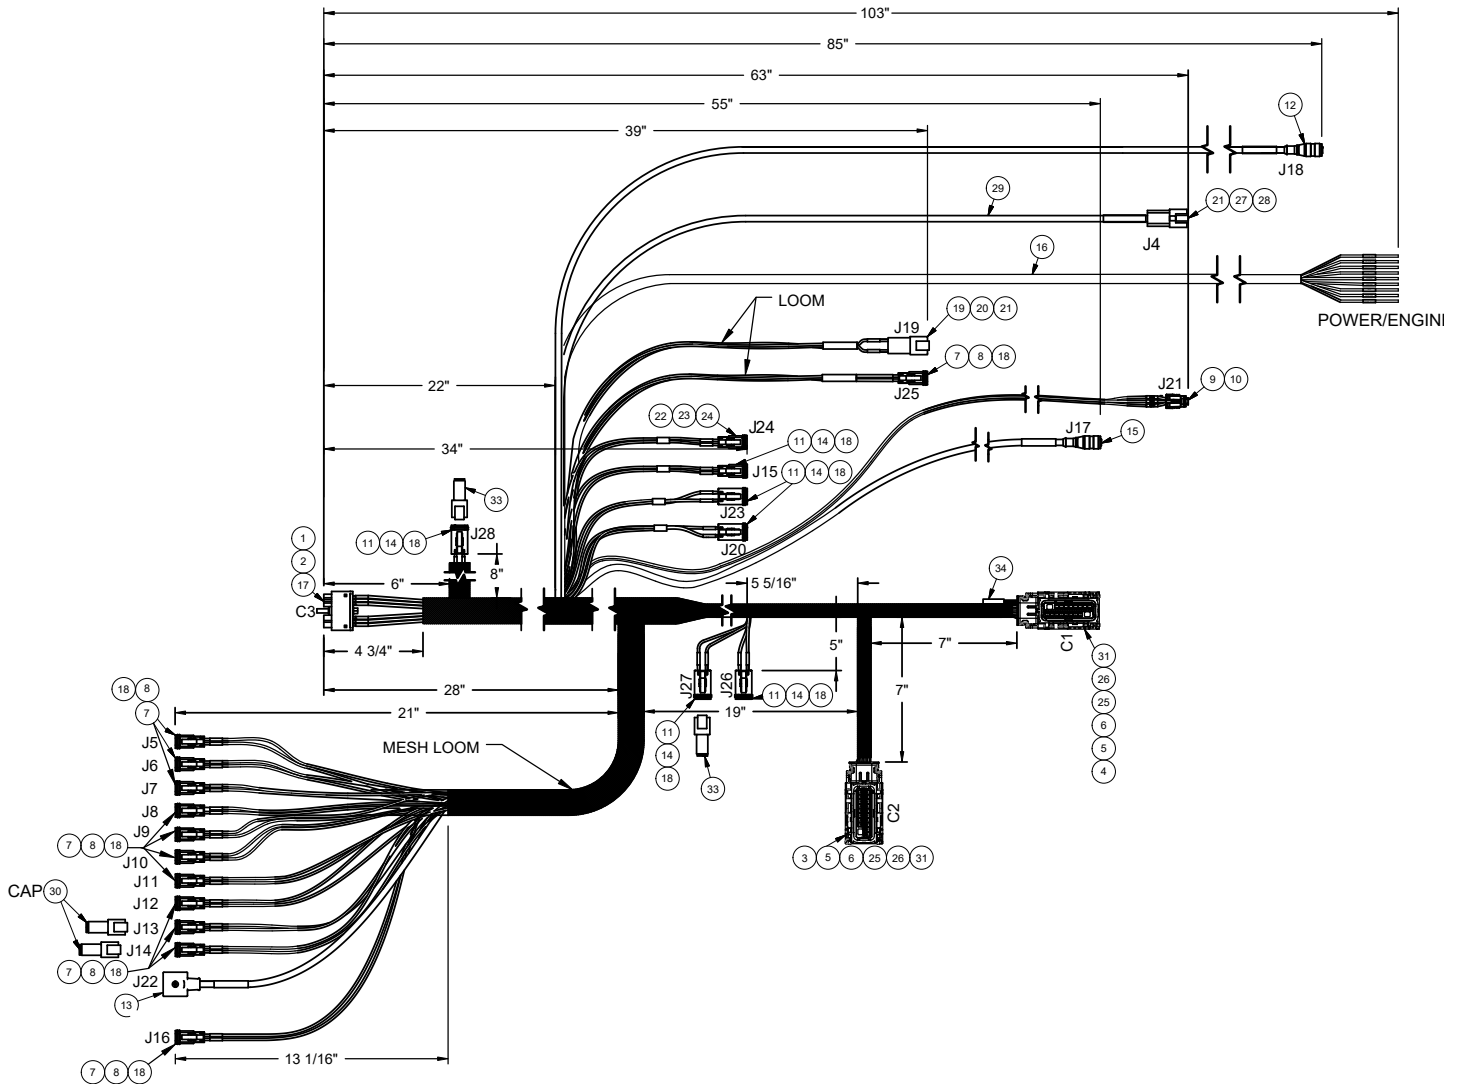 103"
85"
63"
55"
39"
12
J18
29
21 27 28
J4
16
LOOM
POWER/ENGINE
19 20 21
J19
22"
7 8 18
J25
J21
9 10
22 23 24
J24
J17
15
34"
11 14 18
J15
11 14 18
J23
33
J28
11 14 18
J20
1
2
17
6"
8"
5 5/16"
34
C3
4 3/4"
5"
7"
C1
28"
J27
J26
11 14 18
7"
31
26
25
6
5
4
18 8
7
21"
19"
11
14
18
33
MESH LOOM
J5
J6
J7
J8
J9
7 8 18
J10
J11
C2
3 5 6 25 26 31
CAP 30
J12
J13
J14
7 8 18
J22
13
J16
13 1/16"
7 8 18